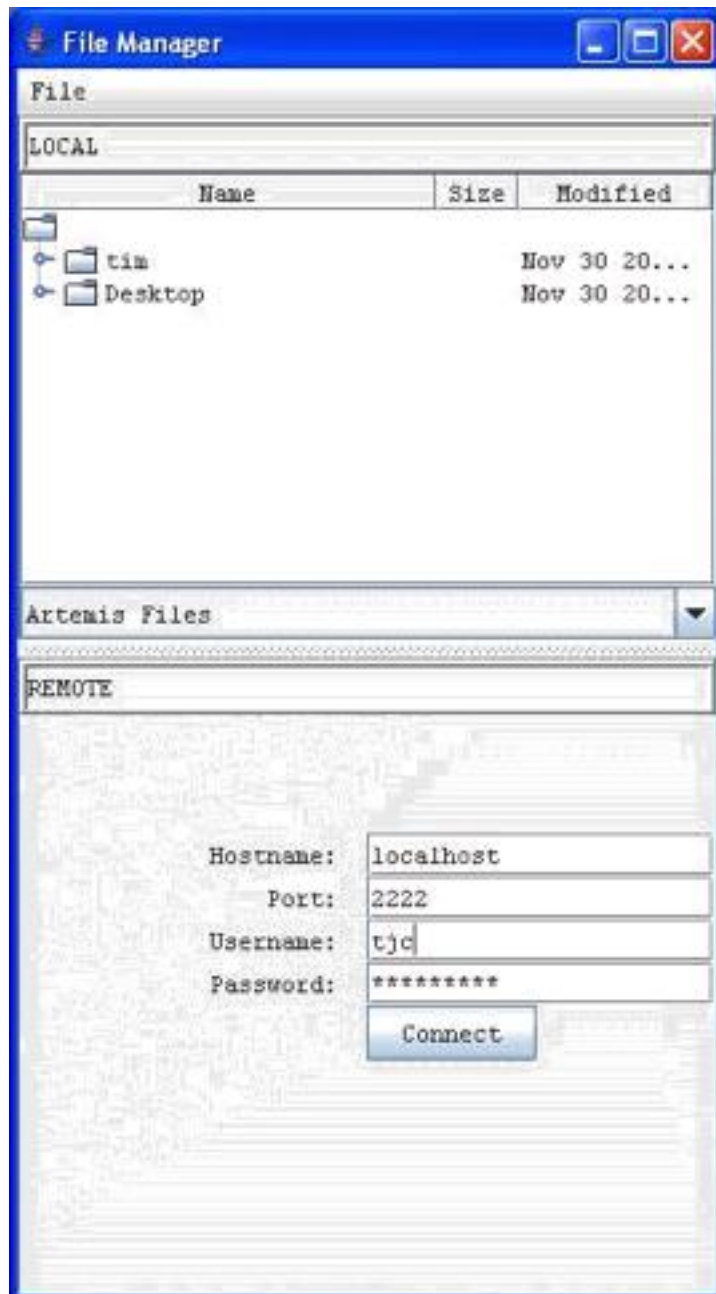 File Manager
File
LOCAL
Name Size Modified
tim Nov 30 20...
Desktop Nov 30 20...
Artemis Files
REMOTE
Hostname: localhost
Port: 2222
Username: tjc
Password: *********
Connect